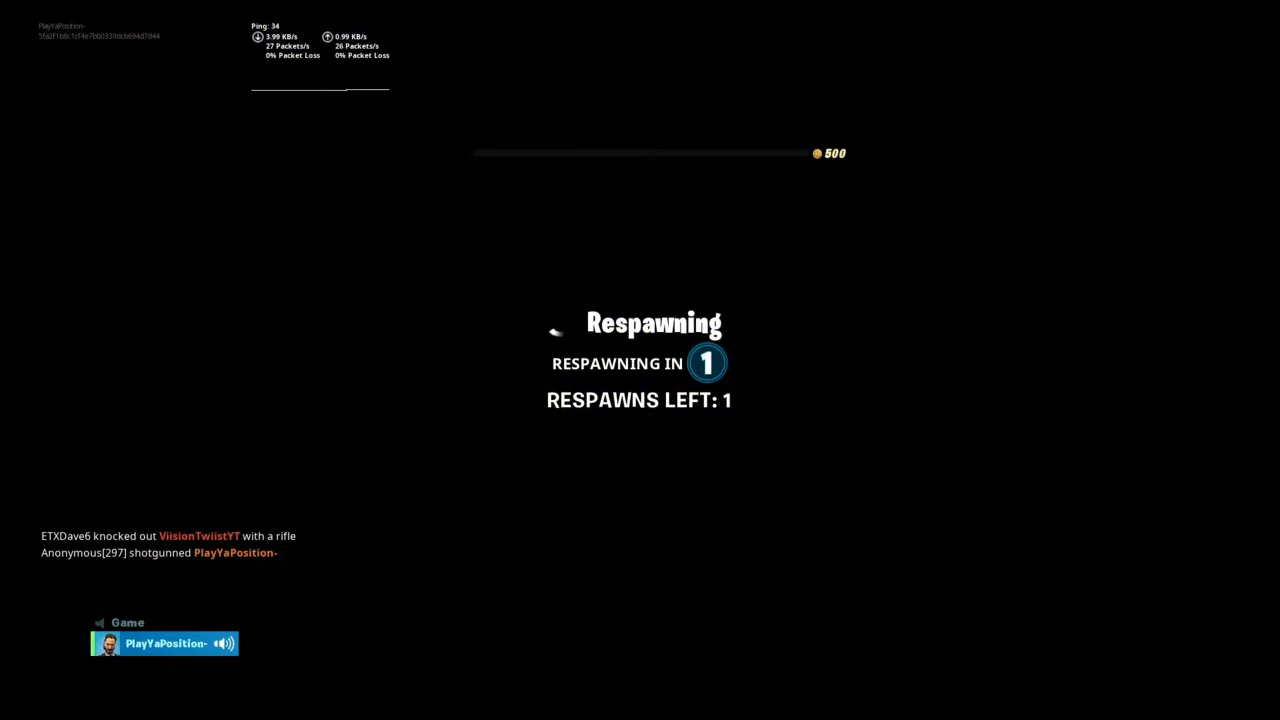 PlayYaPosition-
Ping: 34
3.99 KB/s 0.99 KB/s
27 Packets/s 26 Packets/s
0% Packet Loss 0% Packet Loss
500
Respawning
RESPAWNING IN 1
RESPAWNS LEFT: 1
ETXDave6 knocked out ViisionTwiistYT with a rifle
Anonymous[297] shotgunned PlayYaPosition-
Game
PlayYaPosition-